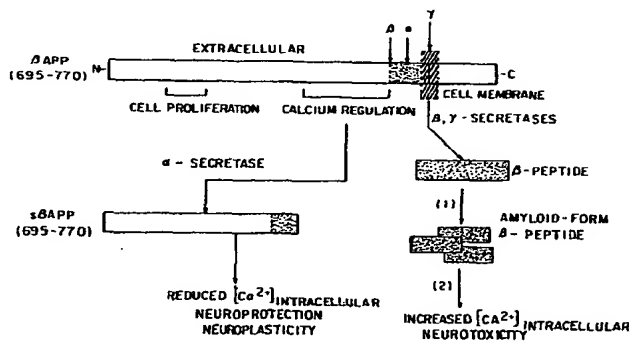 β α γ
βAPP
(695-770)
EXTRACELLULAR
N-
-C
CELL PROLIFERATION
CALCIUM REGULATION
CELL MEMBRANE
β, γ - SECRETASES
α - SECRETASE
β-PEPTIDE
(1)
sβAPP
(695-770)
AMYLOID-FORM
β - PEPTIDE
(2)
REDUCED [Ca2+]INTRACELLULAR
NEUROPROTECTION
NEUROPLASTICITY
INCREASED [CA2+]INTRACELLULAR
NEUROTOXICITY